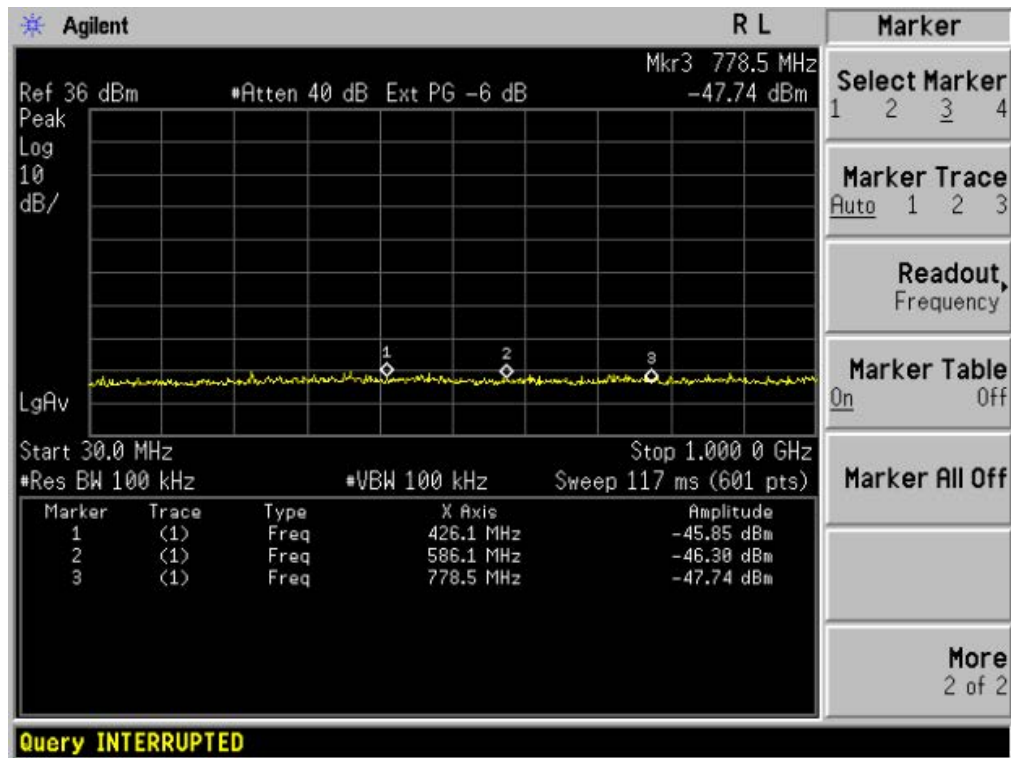 Agilent R L Marker
Mkr3 778.5 MHz
Ref 36 dBm #Atten 40 dB Ext PG -6 dB -47.74 dBm
Peak
Log
10
dB/
1 2 3
LgAv
Start 30.0 MHz Stop 1.000 0 GHz
#Res BW 100 kHz #VBW 100 kHz Sweep 117 ms (601 pts)
Marker Trace Type X Axis Amplitude
1 (1) Freq 426.1 MHz -45.85 dBm
2 (1) Freq 586.1 MHz -46.30 dBm
3 (1) Freq 778.5 MHz -47.74 dBm
Select Marker
1 2 3 4
Marker Trace
Auto 1 2 3
Readout
Frequency
Marker Table
On Off
Marker All Off
More
2 of 2
Query INTERRUPTED